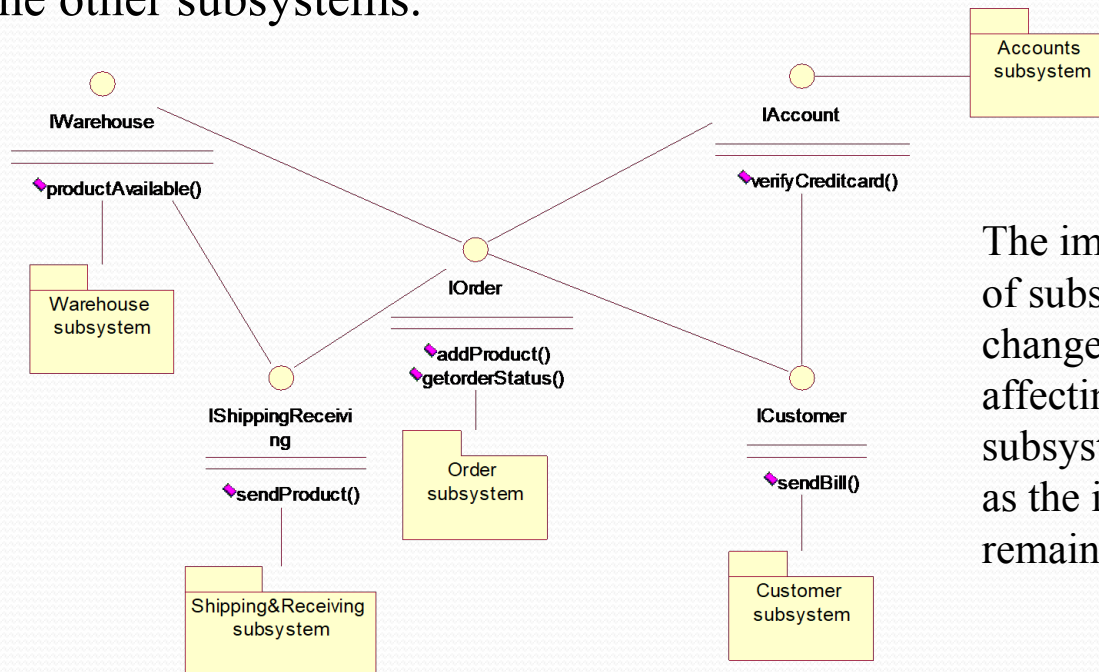 other subsystems.
Accounts
subsystem
IWarehouse
productAvailable()
IAccount
verifyCreditcard()
Warehouse
subsystem
IOrder
addProduct()
getorderStatus()
IShippingReceivi
ng
sendProduct()
Order
subsystem
ICustomer
sendBill()
Shipping&Receiving
subsystem
Customer
subsystem
The im
of subs
change
affectin
subsyst
as the i
remain